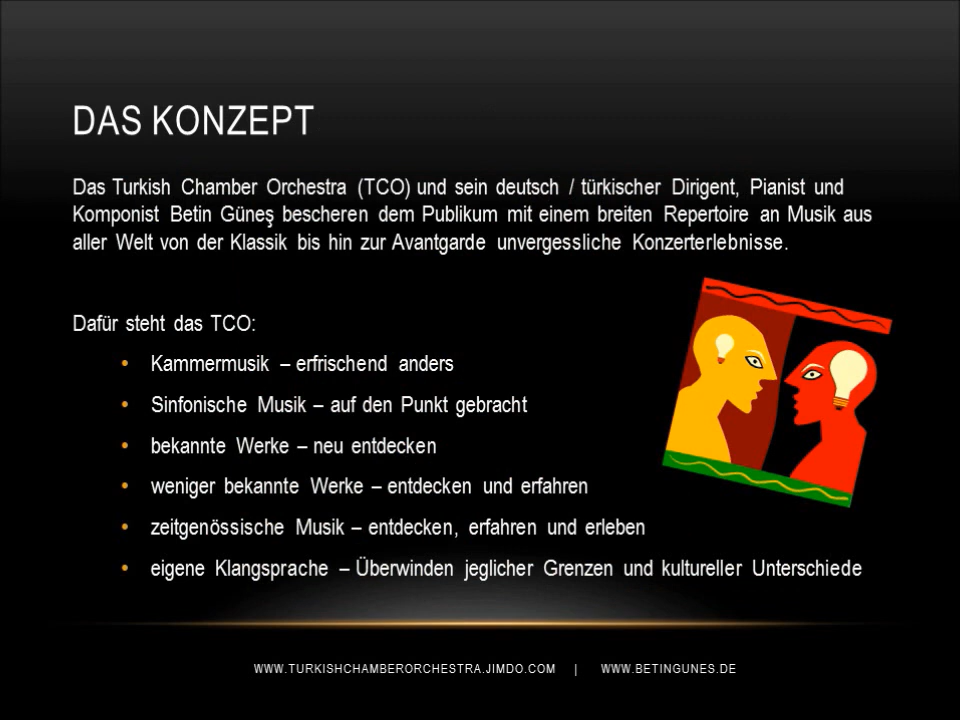 DAS KONZEPT
Das Turkish Chamber Orchestra (TCO) und sein deutsch / türkischer Dirigent, Pianist und
Komponist Betin Güneş bescheren dem Publikum mit einem breiten Repertoire an Musik aus
aller Welt von der Klassik bis hin zur Avantgarde unvergessliche Konzerterlebnisse.
Dafür steht das TCO:
• Kammermusik – erfrischend anders
• Sinfonische Musik – auf den Punkt gebracht
• bekannte Werke – neu entdecken
• weniger bekannte Werke – entdecken und erfahren
• zeitgenössische Musik – entdecken, erfahren und erleben
• eigene Klangsprache – Überwinden jeglicher Grenzen und kultureller Unterschiede
WWW.TURKISHCHAMBERORCHESTRA.JIMDO.COM | WWW.BETINGUNES.DE